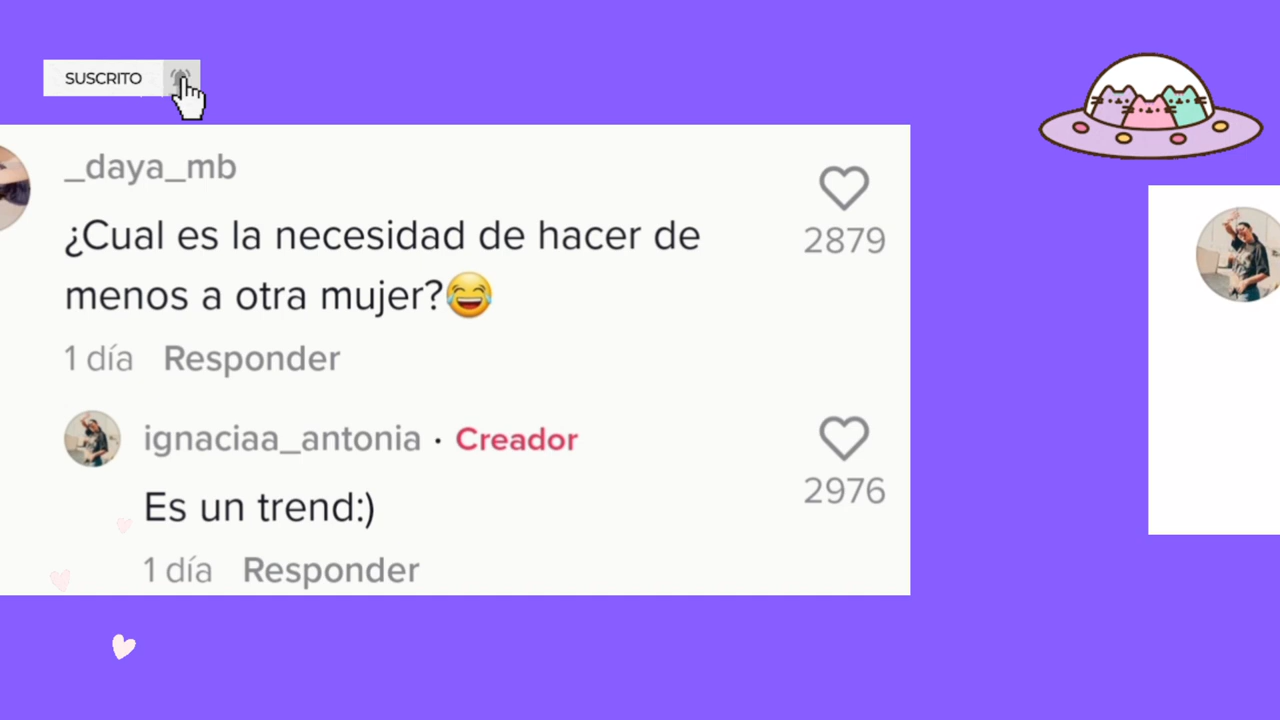 SUSCRITO
_daya_mb
¿Cual es la necesidad de hacer de
menos a otra mujer?😂
2879
1 día Responder
ignaciaa_antonia · Creador
Es un trend:)
2976
1 día Responder